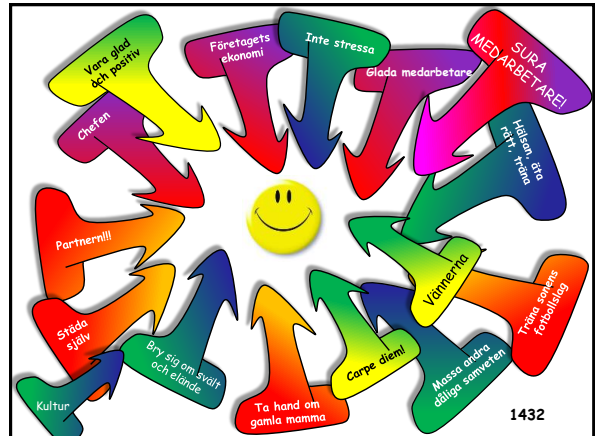 Vara glad
och positiv
Företagets
ekonomi
Inte stressa
Glada medarbetare
SURA
MEDARBETARE!
Chefen
Hälsan, äta
rätt, träna
Partnern!!!
Vännerna
Träna sonens
fotbollslag
Städa
själv
Bry sig om svält
och elände
Carpe diem!
Massa andra
dåliga samveten
Kultur
Ta hand om
gamla mamma
1432